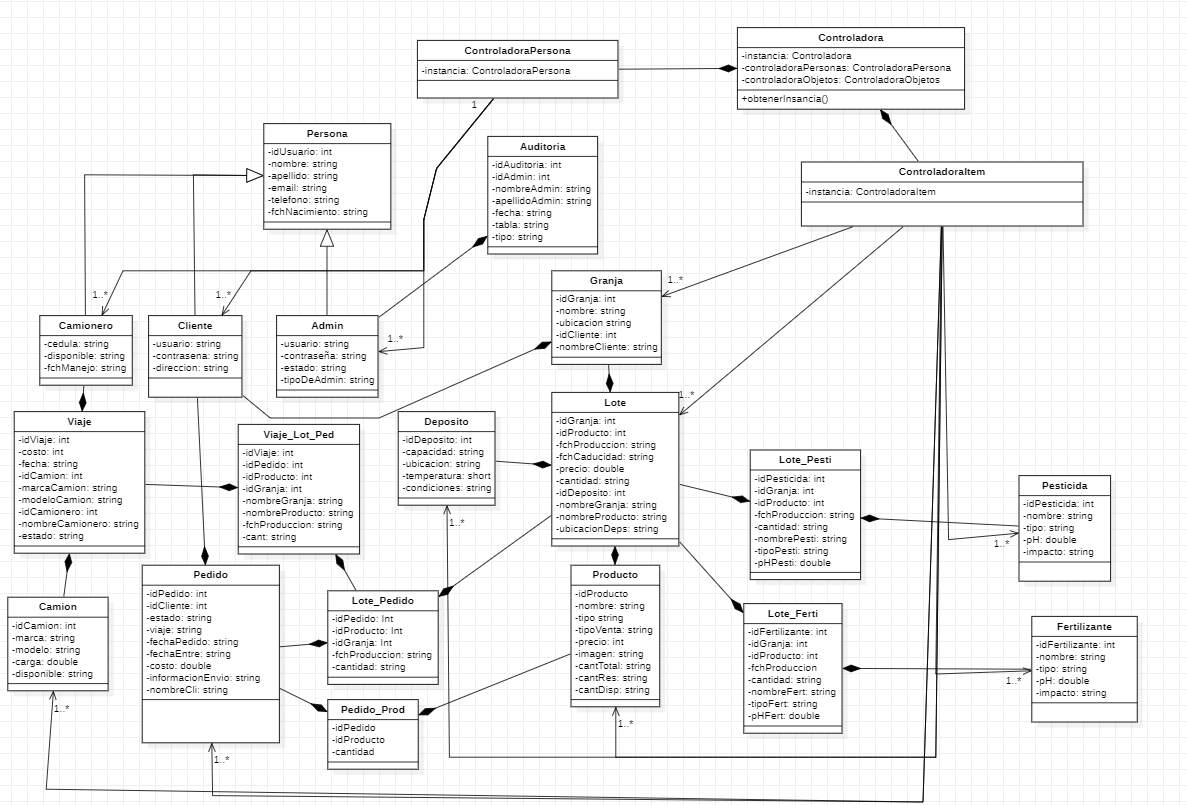 ControladoraPersona
-instancia: ControladoraPersona
1
Controladora
-instancia: Controladora
-controladoraPersonas: ControladoraPersona
-controladoraObjetos: ControladoraObjetos
+obtenerInsancia()
ControladoraItem
-instancia: ControladoraItem
Persona
-idUsuario: int
-nombre: string
-apellido: string
-email: string
-telefono: string
-fchNacimiento: string
Auditoria
-idAuditoria: int
-idAdmin: int
-nombreAdmin: string
-apellidoAdmin: string
-fecha: string
-tabla: string
-tipo: string
1..*
1..*
1..*
1..*
Camionero
-cedula: string
-disponible: string
-fchManejo: string
Cliente
-usuario: string
-contrasena: string
-direccion: string
Admin
-usuario: string
-contraseña: string
-estado: string
-tipoDeAdmin: string
Granja
-idGranja: int
-nombre: string
-ubicacion string
-idCliente: int
-nombreCliente: string
Viaje
-idViaje: int
-costo: int
-fecha: string
-idCamion: int
-marcaCamion: string
-modeloCamion: string
-idCamionero: int
-nombreCamionero: string
-estado: string
Viaje_Lot_Ped
-idViaje: int
-idPedido: int
-idProducto: int
-idGranja: int
-nombreGranja: string
-nombreProducto: string
-fchProduccion: string
-cant: string
Deposito
-idDeposito: int
-capacidad: string
-ubicacion: string
-temperatura: short
-condiciones: string
1..*
Lote
1..*
-idGranja: int
-idProducto: int
-fchProduccion: string
-fchCaducidad: string
-precio: double
-cantidad: string
-idDeposito: int
-nombreGranja: string
-nombreProducto: string
-ubicacionDeps: string
Lote_Pesti
-idPesticida: int
-idGranja: int
-idProducto: int
-fchProduccion: string
-cantidad: string
-nombrePesti: string
-tipoPesti: string
-pHPesti: double
Pesticida
-idPesticida: int
-nombre: string
-tipo: string
-pH: double
-impacto: string
1..*
Camion
-idCamion: int
-marca: string
-modelo: string
-carga: double
-disponible: string
1..*
Pedido
-idPedido: int
-idCliente: int
-estado: string
-viaje: string
-fechaPedido: string
-fechaEntre: string
-costo: double
-informacionEnvio: string
-nombreCli: string
1..*
Lote_Pedido
-idPedido: Int
-idProducto: Int
-idGranja: Int
-fchProduccion: string
-cantidad: string
Pedido_Prod
-idPedido
-idProducto
-cantidad
Producto
-idProducto
-nombre: string
-tipo string
-tipoVenta: string
-precio: int
-imagen: string
-cantTotal: string
-cantRes: string
-cantDisp: string
1..*
Lote_Ferti
-idFertilizante: int
-idGranja: int
-idProducto: int
-fchProduccion
-cantidad: string
-nombreFert: string
-tipoFert: string
-pHFert: double
Fertilizante
-idFertilizante: int
-nombre: string
-tipo: string
-pH: double
-impacto: string
1..*